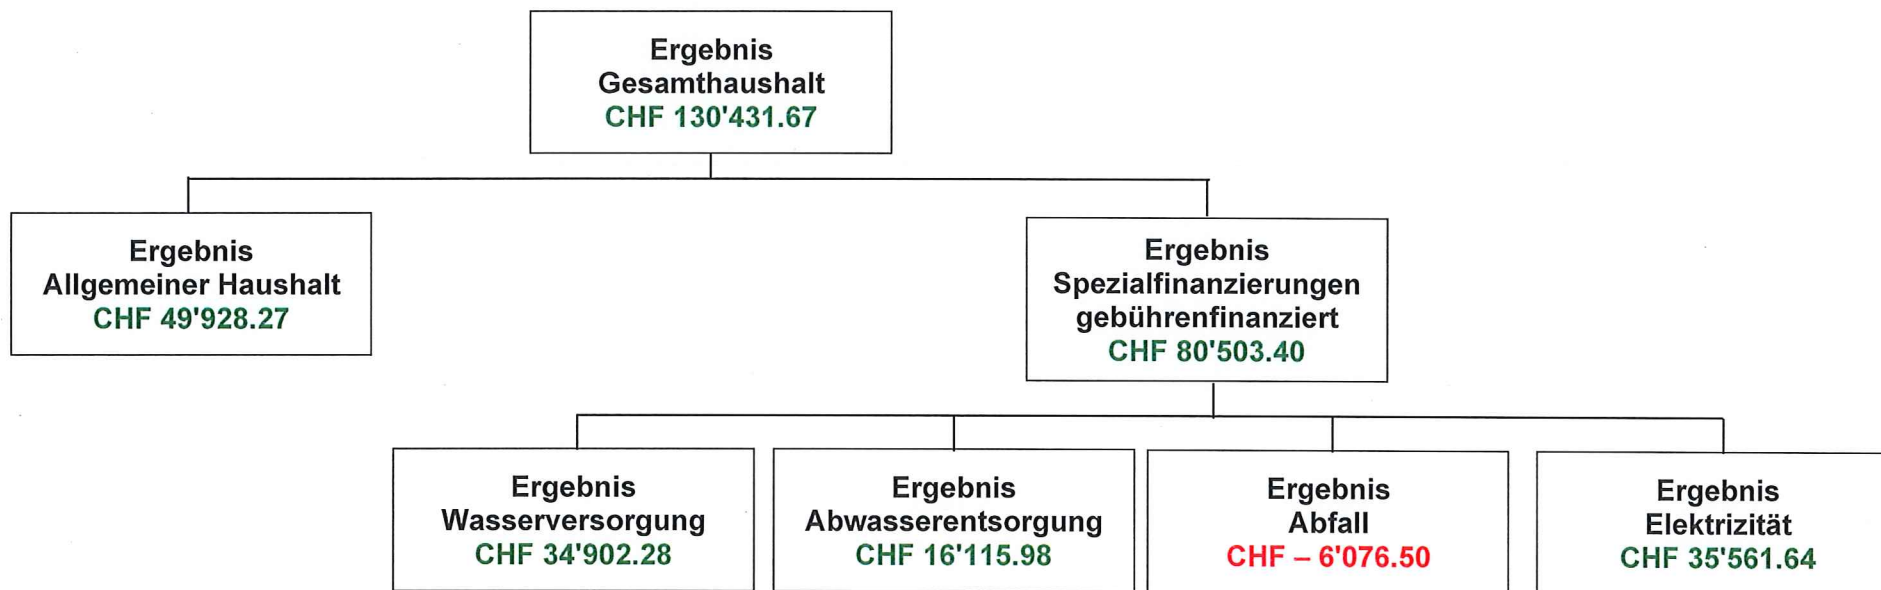 Ergebnis
Gesamthaushalt
CHF 130'431.67
Ergebnis
Allgemeiner Haushalt
CHF 49'928.27
Ergebnis
Spezialfinanzierungen
gebührenfinanziert
CHF 80'503.40
Ergebnis
Wasserversorgung
CHF 34'902.28
Ergebnis
Abwasserentsorgung
CHF 16'115.98
Ergebnis
Abfall
CHF – 6'076.50
Ergebnis
Elektrizität
CHF 35'561.64